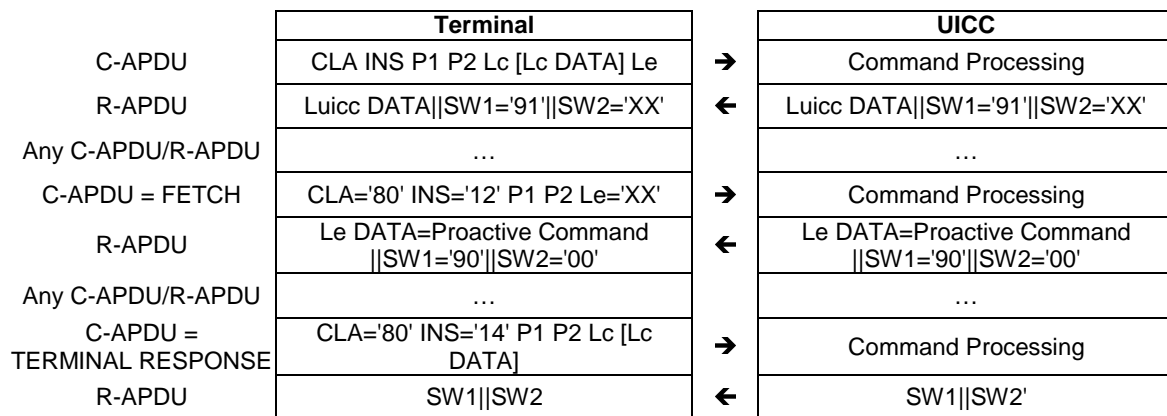 Terminal UICC
C-APDU CLA INS P1 P2 Lc [Lc DATA] Le ➔ Command Processing
R-APDU Luicc DATA||SW1='91'||SW2='XX' 🡸 Luicc DATA||SW1='91'||SW2='XX'
Any C-APDU/R-APDU … …
C-APDU = FETCH CLA='80' INS='12' P1 P2 Le='XX' ➔ Command Processing
R-APDU Le DATA=Proactive Command
||SW1='90'||SW2='00' 🡸 Le DATA=Proactive Command
||SW1='90'||SW2='00'
Any C-APDU/R-APDU … …
C-APDU =
TERMINAL RESPONSE CLA='80' INS='14' P1 P2 Lc [Lc
DATA] ➔ Command Processing
R-APDU SW1||SW2 🡸 SW1||SW2'